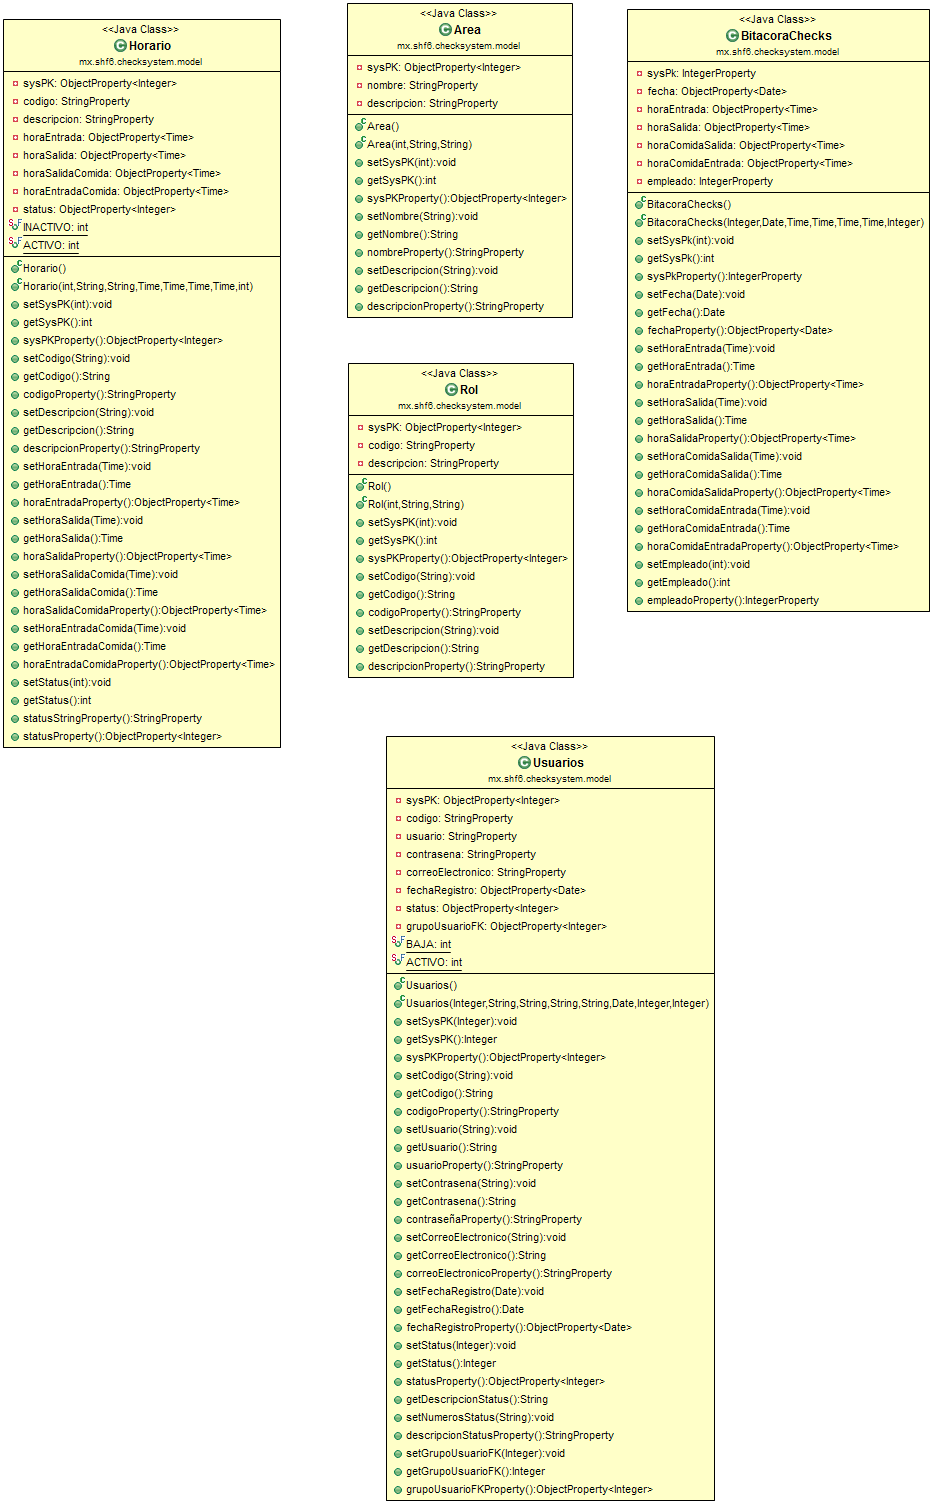 <<Java Class>>
Horario
mx.shf6.checksystem.model
sysPK: ObjectProperty<Integer>
codigo: StringProperty
descripcion: StringProperty
horaEntrada: ObjectProperty<Time>
horaSalida: ObjectProperty<Time>
horaSalidaComida: ObjectProperty<Time>
horaEntradaComida: ObjectProperty<Time>
status: ObjectProperty<Integer>
INACTIVO: int
ACTIVO: int
Horario()
Horario(int,String,String,Time,Time,Time,Time,int)
setSysPK(int):void
getSysPK():int
sysPKProperty():ObjectProperty<Integer>
setCodigo(String):void
getCodigo():String
codigoProperty():StringProperty
setDescripcion(String):void
getDescripcion():String
descripcionProperty():StringProperty
setHoraEntrada(Time):void
getHoraEntrada():Time
horaEntradaProperty():ObjectProperty<Time>
setHoraSalida(Time):void
getHoraSalida():Time
horaSalidaProperty():ObjectProperty<Time>
setHoraSalidaComida(Time):void
getHoraSalidaComida():Time
horaSalidaComidaProperty():ObjectProperty<Time>
setHoraEntradaComida(Time):void
getHoraEntradaComida():Time
horaEntradaComidaProperty():ObjectProperty<Time>
setStatus(int):void
getStatus():int
statusStringProperty():StringProperty
statusProperty():ObjectProperty<Integer>
<<Java Class>>
Area
mx.shf6.checksystem.model
sysPK: ObjectProperty<Integer>
nombre: StringProperty
descripcion: StringProperty
Area()
Area(int,String,String)
setSysPK(int):void
getSysPK():int
sysPKProperty():ObjectProperty<Integer>
setNombre(String):void
getNombre():String
nombreProperty():StringProperty
setDescripcion(String):void
getDescripcion():String
descripcionProperty():StringProperty
<<Java Class>>
Rol
mx.shf6.checksystem.model
sysPK: ObjectProperty<Integer>
codigo: StringProperty
descripcion: StringProperty
Rol()
Rol(int,String,String)
setSysPK(int):void
getSysPK():int
sysPKProperty():ObjectProperty<Integer>
setCodigo(String):void
getCodigo():String
codigoProperty():StringProperty
setDescripcion(String):void
getDescripcion():String
descripcionProperty():StringProperty
<<Java Class>>
BitacoraChecks
mx.shf6.checksystem.model
sysPk: IntegerProperty
fecha: ObjectProperty<Date>
horaEntrada: ObjectProperty<Time>
horaSalida: ObjectProperty<Time>
horaComidaSalida: ObjectProperty<Time>
horaComidaEntrada: ObjectProperty<Time>
empleado: IntegerProperty
BitacoraChecks()
BitacoraChecks(Integer,Date,Time,Time,Time,Time,Integer)
setSysPk(int):void
getSysPk():int
sysPkProperty():IntegerProperty
setFecha(Date):void
getFecha():Date
fechaProperty():ObjectProperty<Date>
setHoraEntrada(Time):void
getHoraEntrada():Time
horaEntradaProperty():ObjectProperty<Time>
setHoraSalida(Time):void
getHoraSalida():Time
horaSalidaProperty():ObjectProperty<Time>
setHoraComidaSalida(Time):void
getHoraComidaSalida():Time
horaComidaSalidaProperty():ObjectProperty<Time>
setHoraComidaEntrada(Time):void
getHoraComidaEntrada():Time
horaComidaEntradaProperty():ObjectProperty<Time>
setEmpleado(int):void
getEmpleado():int
empleadoProperty():IntegerProperty
<<Java Class>>
Usuarios
mx.shf6.checksystem.model
sysPK: ObjectProperty<Integer>
codigo: StringProperty
usuario: StringProperty
contrasena: StringProperty
correoElectronico: StringProperty
fechaRegistro: ObjectProperty<Date>
status: ObjectProperty<Integer>
grupoUsuarioFK: ObjectProperty<Integer>
BAJA: int
ACTIVO: int
Usuarios()
Usuarios(Integer,String,String,String,String,Date,Integer,Integer)
setSysPK(Integer):void
getSysPK():Integer
sysPKProperty():ObjectProperty<Integer>
setCodigo(String):void
getCodigo():String
codigoProperty():StringProperty
setUsuario(String):void
getUsuario():String
usuarioProperty():StringProperty
setContrasena(String):void
getContrasena():String
contraseñaProperty():StringProperty
setCorreoElectronico(String):void
getCorreoElectronico():String
correoElectronicoProperty():StringProperty
setFechaRegistro(Date):void
getFechaRegistro():Date
fechaRegistroProperty():ObjectProperty<Date>
setStatus(Integer):void
getStatus():Integer
statusProperty():ObjectProperty<Integer>
getDescripcionStatus():String
setNumerosStatus(String):void
descripcionStatusProperty():StringProperty
setGrupoUsuarioFK(Integer):void
getGrupoUsuarioFK():Integer
grupoUsuarioFKProperty():ObjectProperty<Integer>